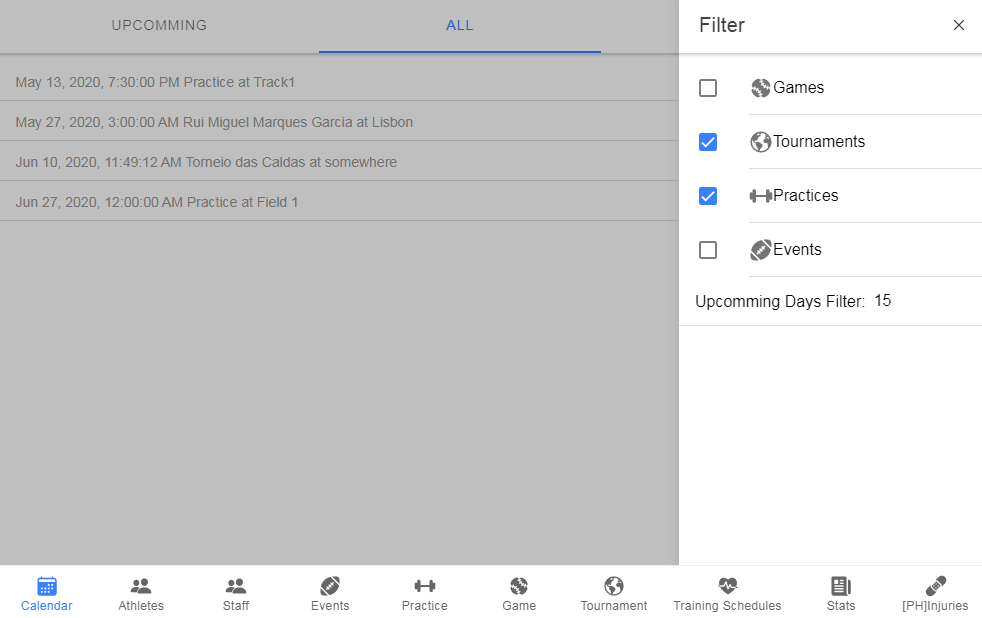 UPCOMMING
ALL
Filter
May 13, 2020, 7:30:00 PM Practice at Track1
May 27, 2020, 3:00:00 AM Rui Miguel Marques Garcia at Lisbon
Jun 10, 2020, 11:49:12 AM Torneio das Caldas at somewhere
Jun 27, 2020, 12:00:00 AM Practice at Field 1
Games
Tournaments
Practices
Events
Upcomming Days Filter: 15
Calendar
Athletes
Staff
Events
Practice
Game
Tournament
Training Schedules
Stats
[PH]Injuries